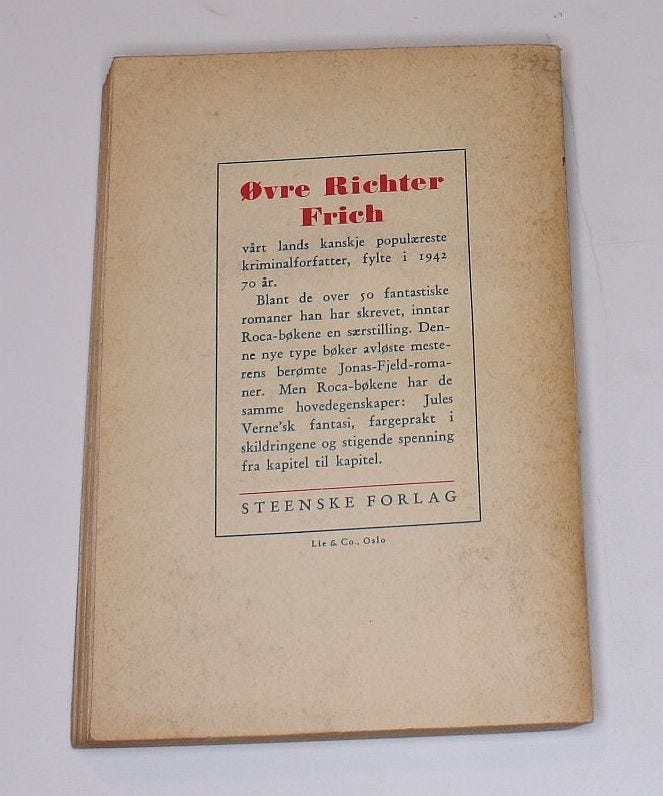 Øvre Richter
Frich
vårt lands kanskje populæreste
kriminalforfatter, fylte i 1942
70 år.
Blant de over 50 fantastiske
romaner han har skrevet, inntar
Roca-bøkene en særstilling. Den-
ne nye type bøker avløste meste-
rens berømte Jonas-Fjeld-roma-
ner. Men Roca-bøkene har de
samme hovedegenskaper: Jules
Verne'sk fantasi, fargeprakt i
skildringene og stigende spenning
fra kapitel til kapitel.
STEENSKE FORLAG
Lie & Co., Oslo